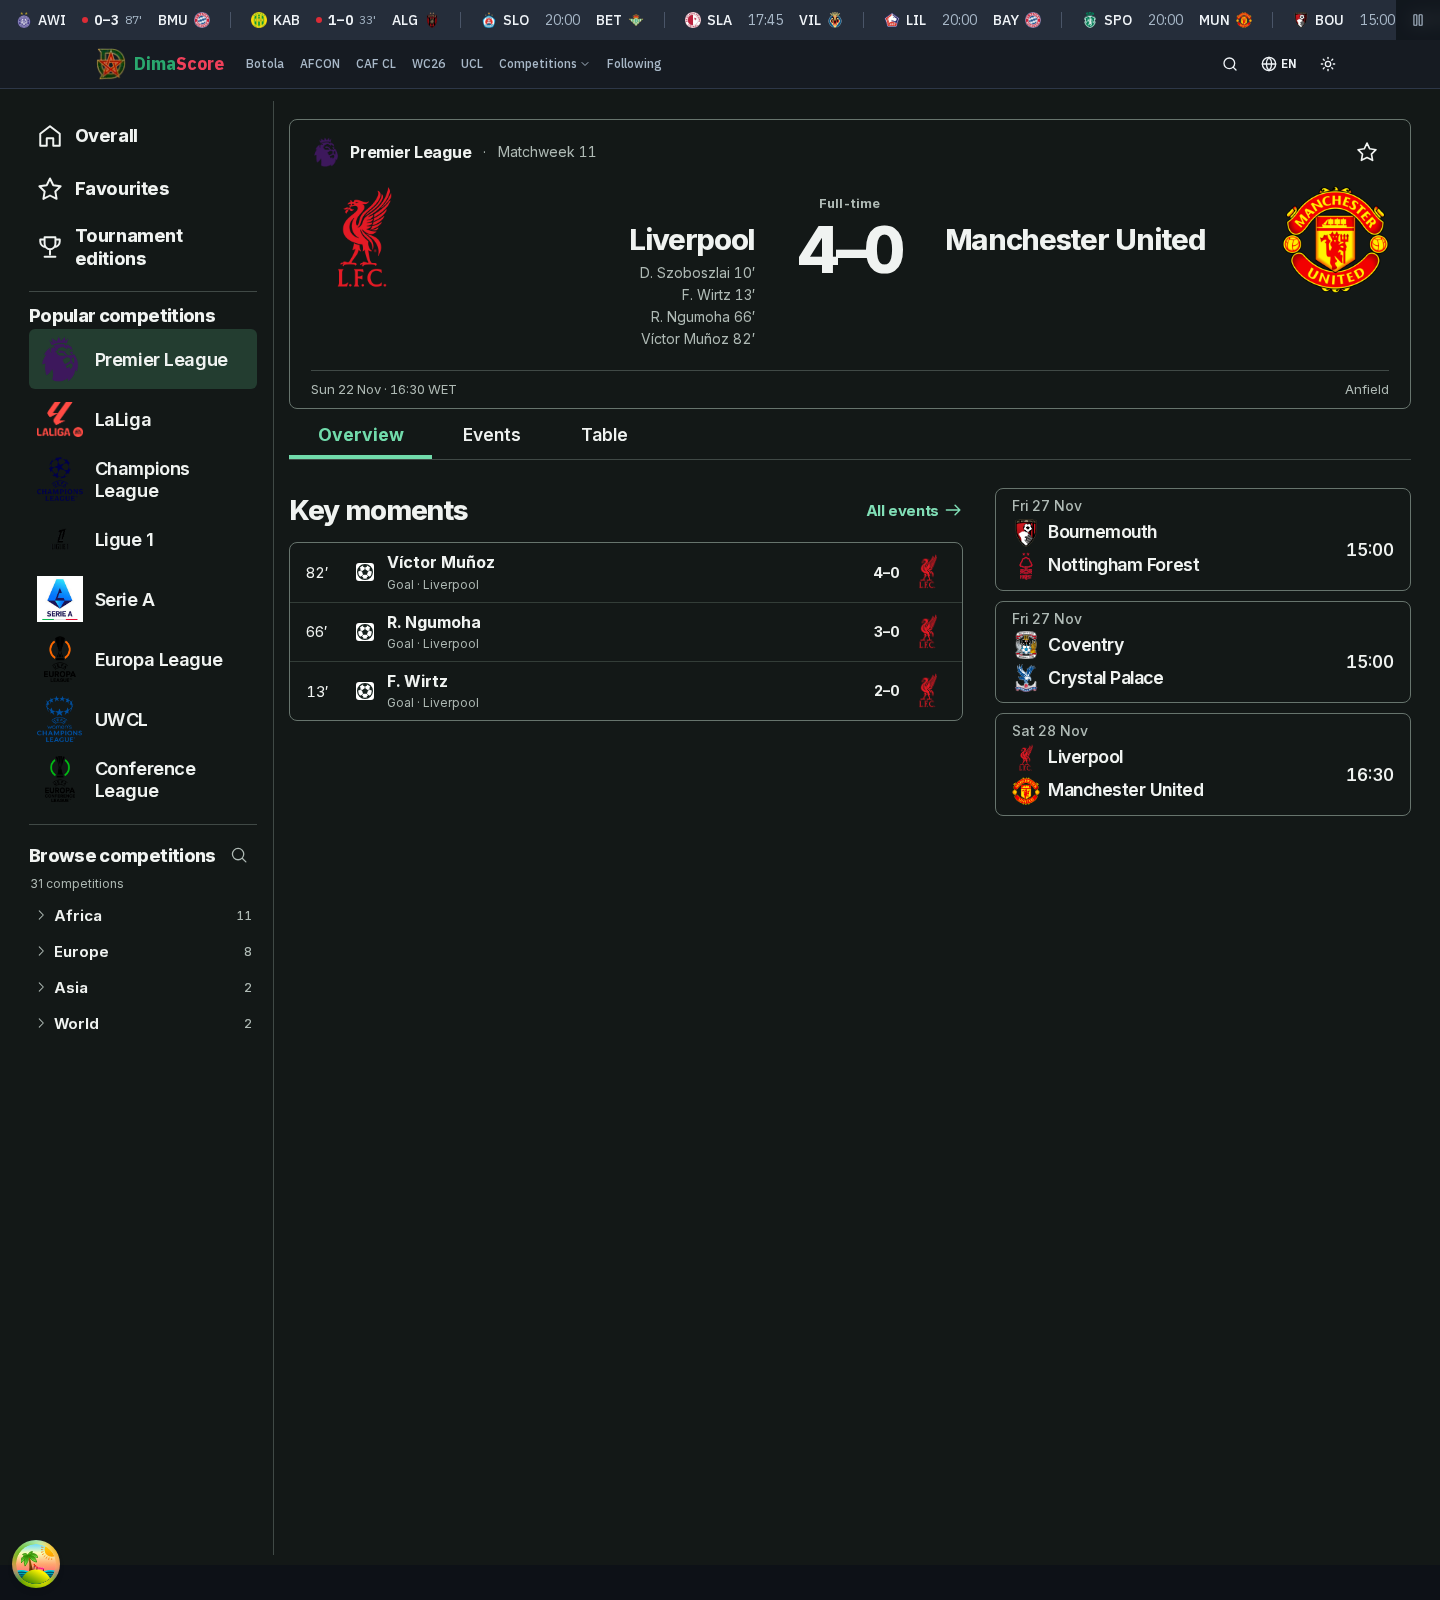 AWI 0–3 87' BMU
KAB 1–0 33' ALG
SLO 20:00 BET
SLA 17:45 VIL
LIL 20:00 BAY
SPO 20:00 MUN
BOU 15:00
DimaScore
Botola
AFCON
CAF CL
WC26
UCL
Competitions
Following
EN
Overall
Favourites
Tournament
editions
Popular competitions
Premier League
LaLiga
Champions
League
Ligue 1
Serie A
Europa League
UWCL
Conference
League
Browse competitions
31 competitions
Africa 11
Europe 8
Asia 2
World 2
Premier League · Matchweek 11
Full-time
L.F.C.
Liverpool 4–0 Manchester United
MANCHESTER
UNITED
D. Szoboszlai 10′
F. Wirtz 13′
R. Ngumoha 66′
Víctor Muñoz 82′
Sun 22 Nov · 16:30 WET
Anfield
Overview
Events
Table
Key moments
All events
82′ Víctor Muñoz 4–0
Goal · Liverpool
66′ R. Ngumoha 3–0
Goal · Liverpool
13′ F. Wirtz 2–0
Goal · Liverpool
Fri 27 Nov
Bournemouth
Nottingham Forest
15:00
Fri 27 Nov
Coventry
Crystal Palace
15:00
Sat 28 Nov
Liverpool
Manchester United
16:30